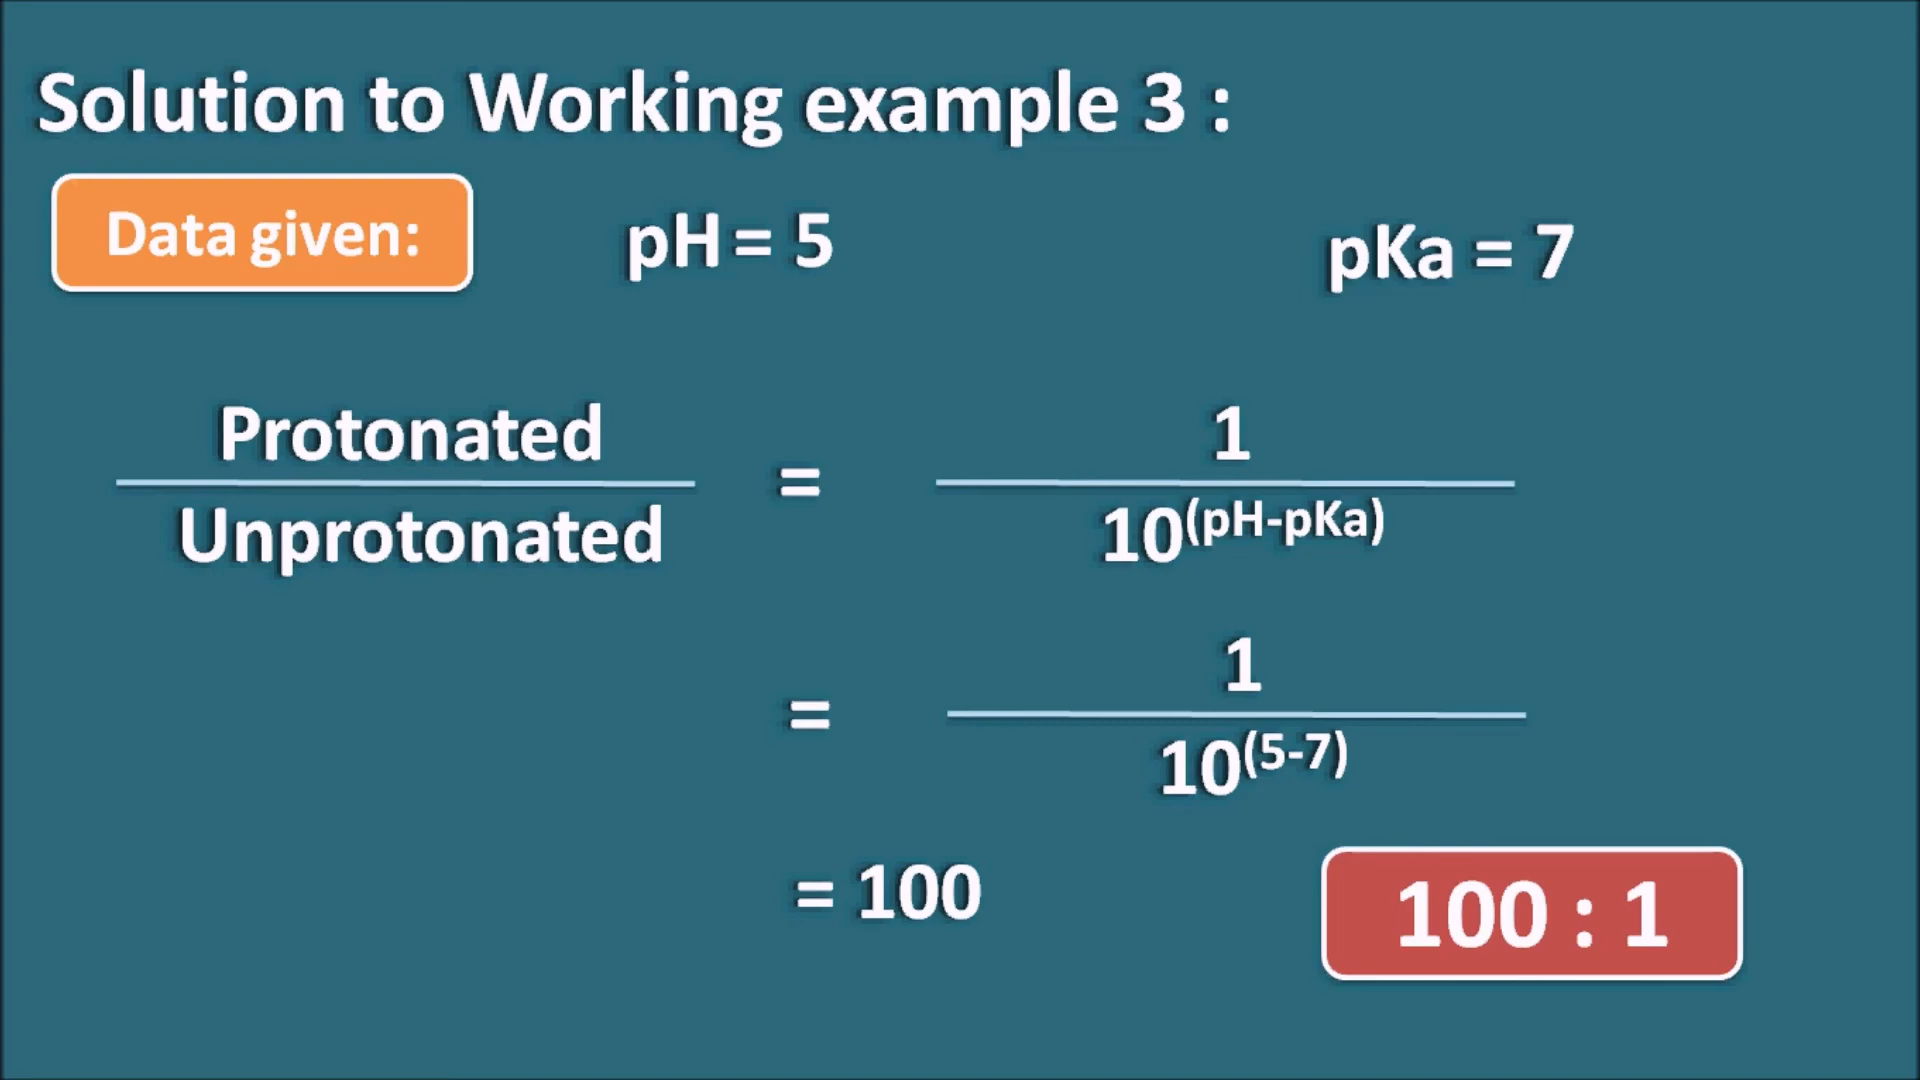 Solution to Working example 3 :
Data given:
pH = 5
pKa = 7
Protonated
Unprotonated
=
1
10^(pH-pKa)
=
1
10^(5-7)
= 100
100 : 1